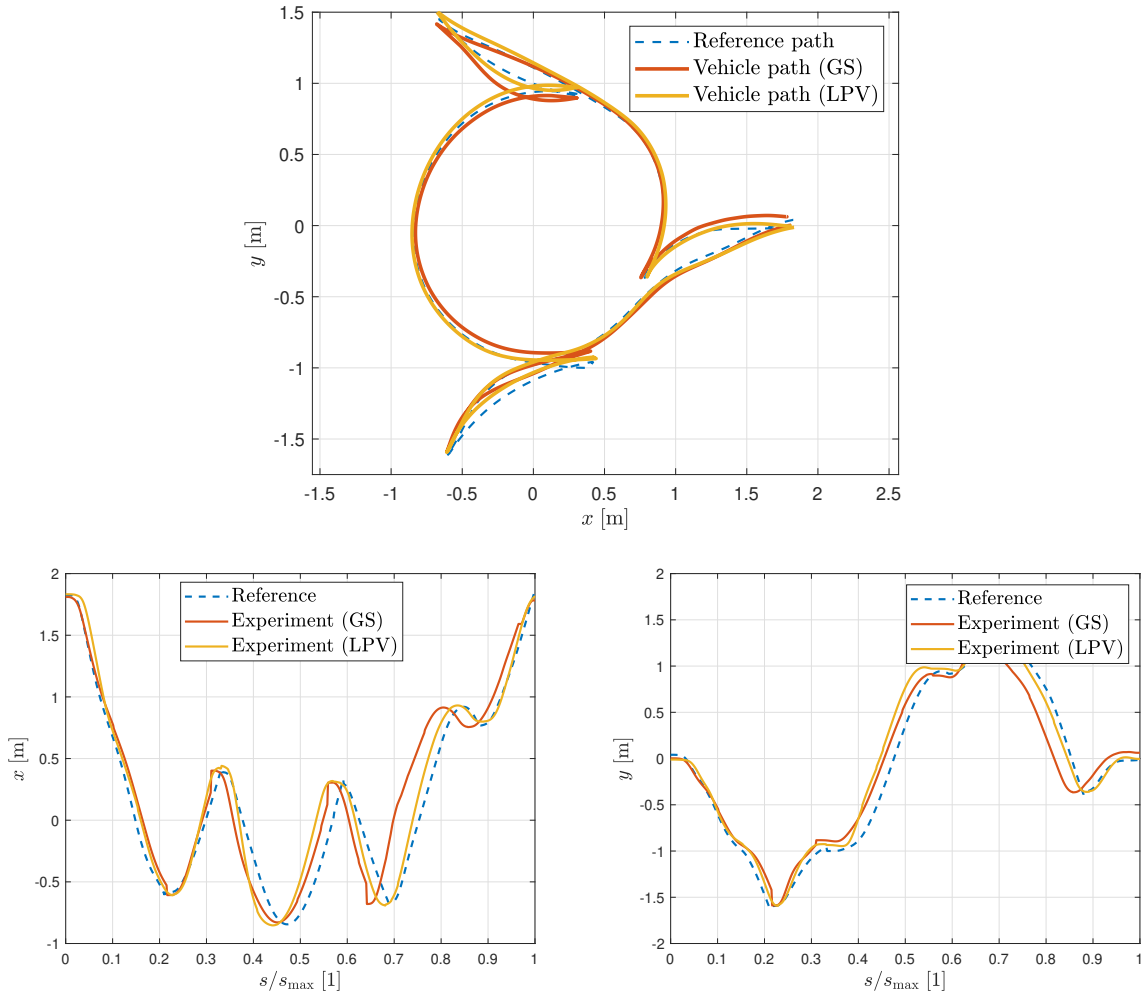 1.5
1
0.5
0
-0.5
-1
-1.5
y [m]
Reference path
Vehicle path (GS)
Vehicle path (LPV)
-1.5 -1 -0.5 0 0.5 1 1.5 2 2.5
x [m]
2
1.5
1
0.5
0
-0.5
-1
x [m]
Reference
Experiment (GS)
Experiment (LPV)
0 0.1 0.2 0.3 0.4 0.5 0.6 0.7 0.8 0.9 1
s/smax [1]
2
1.5
1
0.5
0
-0.5
-1
-1.5
-2
y [m]
Reference
Experiment (GS)
Experiment (LPV)
0 0.1 0.2 0.3 0.4 0.5 0.6 0.7 0.8 0.9 1
s/smax [1]